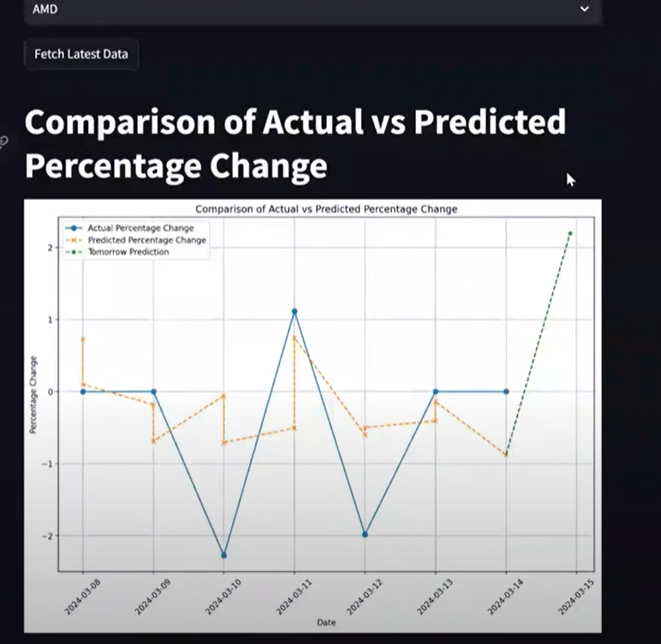 AMD
Fetch Latest Data
Comparison of Actual vs Predicted
Percentage Change
Comparison of Actual vs Predicted Percentage Change
Actual Percentage Change
Predicted Percentage Change
Tomorrow Prediction
2
1
0
−1
−2
Percentage Change
2024-03-08
2024-03-09
2024-03-10
2024-03-11
2024-03-12
2024-03-13
2024-03-14
2024-03-15
Date